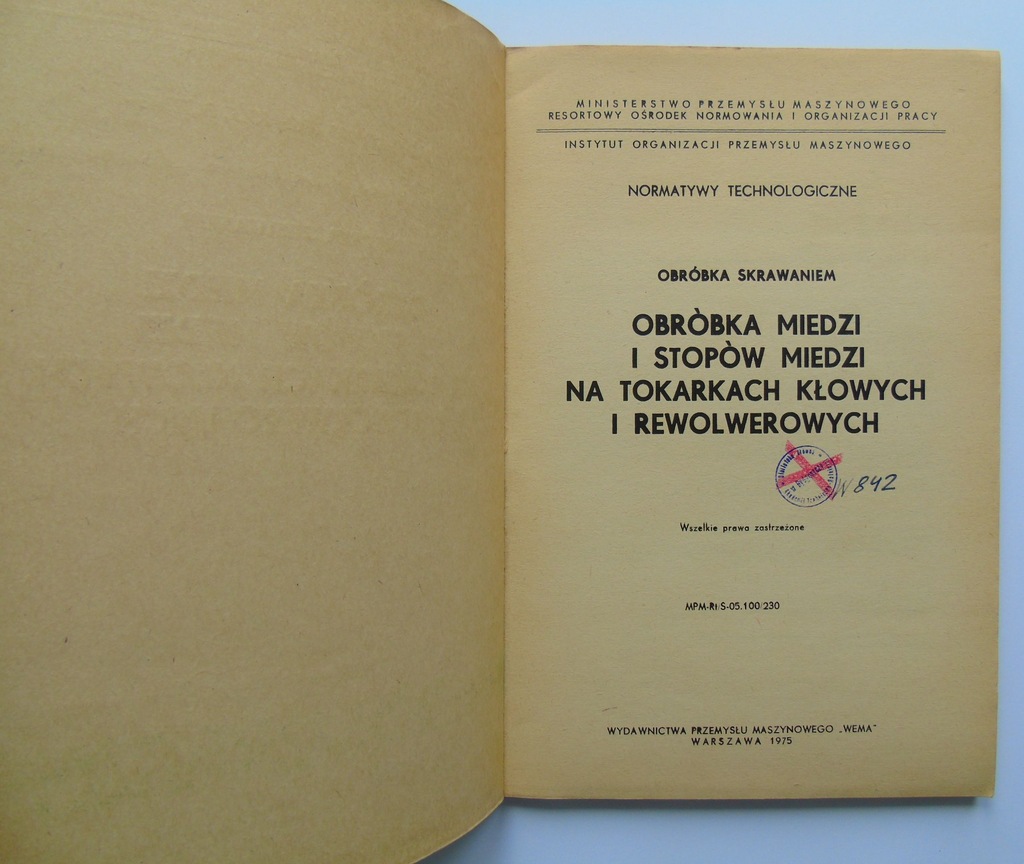 MINISTERSTWO PRZEMYSŁU MASZYNOWEGO
RESORTOWY OŚRODEK NORMOWANIA I ORGANIZACJI PRACY
INSTYTUT ORGANIZACJI PRZEMYSŁU MASZYNOWEGO
NORMATYWY TECHNOLOGICZNE
OBRÓBKA SKRAWANIEM
OBRÒBKA MIEDZI
I STOPÒW MIEDZI
NA TOKARKACH KŁOWYCH
I REWOLWEROWYCH
W 842
Wszelkie prawa zastrzeżone
MPM-Rt/S-05.100/230
WYDAWNICTWA PRZEMYSŁU MASZYNOWEGO „WEMA"
WARSZAWA 1975